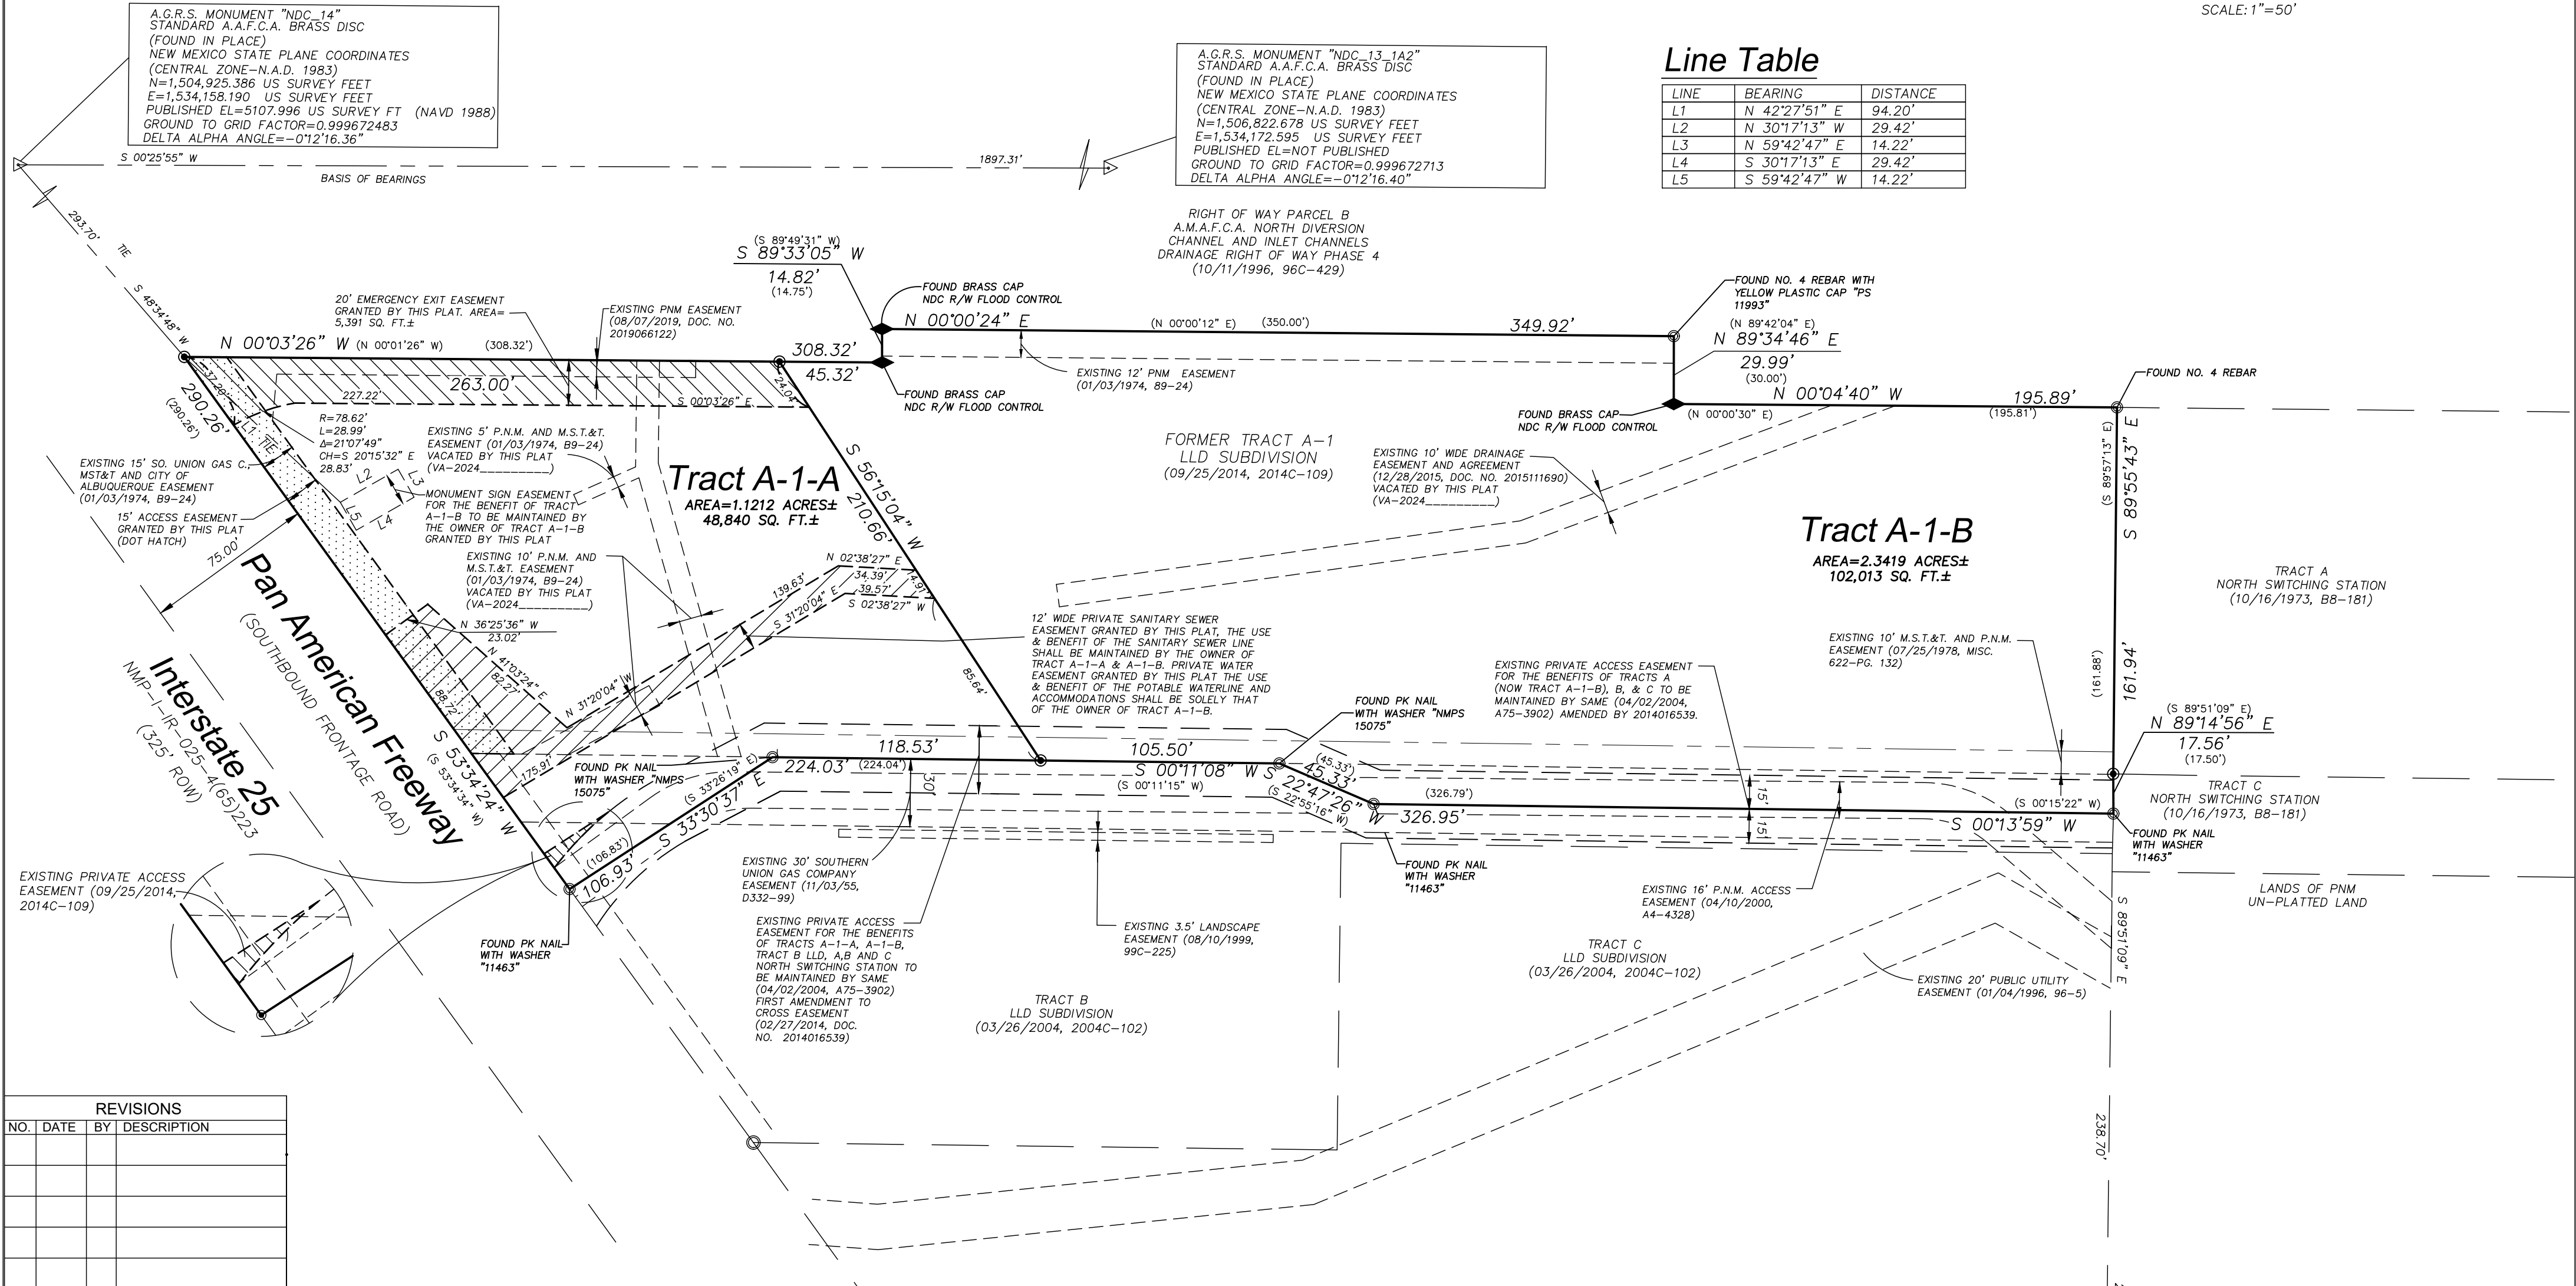 SCALE: 1"=50'
A.G.R.S. MONUMENT "NDC_14"
STANDARD A.A.F.C.A. BRASS DISC
(FOUND IN PLACE)
NEW MEXICO STATE PLANE COORDINATES
(CENTRAL ZONE-N.A.D. 1983)
N=1,504,925.386 US SURVEY FEET
E=1,534,158.190 US SURVEY FEET
PUBLISHED EL=5107.996 US SURVEY FT (NAVD 1988)
GROUND TO GRID FACTOR=0.999672483
DELTA ALPHA ANGLE=-0°12'16.36"
A.G.R.S. MONUMENT "NDC_13_1A2"
STANDARD A.A.F.C.A. BRASS DISC
(FOUND IN PLACE)
NEW MEXICO STATE PLANE COORDINATES
(CENTRAL ZONE-N.A.D. 1983)
N=1,506,822.678 US SURVEY FEET
E=1,534,172.595 US SURVEY FEET
PUBLISHED EL=NOT PUBLISHED
GROUND TO GRID FACTOR=0.999672713
DELTA ALPHA ANGLE=-0°12'16.40"
Line Table
LINE BEARING DISTANCE
L1 N 42°27'51" E 94.20'
L2 N 30°17'13" W 29.42'
L3 N 59°42'47" E 14.22'
L4 S 30°17'13" E 29.42'
L5 S 59°42'47" W 14.22'
S 00°25'55" W
1897.31'
BASIS OF BEARINGS
293.70' TIE
S 48°34'48" W
RIGHT OF WAY PARCEL B
A.M.A.F.C.A. NORTH DIVERSION
CHANNEL AND INLET CHANNELS
DRAINAGE RIGHT OF WAY PHASE 4
(10/11/1996, 96C-429)
(S 89°49'31" W)
S 89°33'05" W
14.82'
(14.75')
FOUND BRASS CAP
NDC R/W FLOOD CONTROL
FOUND NO. 4 REBAR WITH
YELLOW PLASTIC CAP "PS
11993"
20' EMERGENCY EXIT EASEMENT
GRANTED BY THIS PLAT. AREA=
5,391 SQ. FT.±
EXISTING PNM EASEMENT
(08/07/2019, DOC. NO.
2019066122)
N 00°00'24" E
(N 00°00'12" E)
(350.00')
349.92'
(N 89°42'04" E)
N 89°34'46" E
29.99'
(30.00')
N 00°03'26" W (N 00°01'26" W)
(308.32')
308.32'
45.32'
263.00'
227.22'
S 00°03'26" E
24.04'
37.26'
EXISTING 12' PNM EASEMENT
(01/03/1974, 89-24)
FOUND BRASS CAP
NDC R/W FLOOD CONTROL
FOUND BRASS CAP
NDC R/W FLOOD CONTROL
N 00°04'40" W
(N 00°00'30" E)
195.89'
(195.81')
FOUND NO. 4 REBAR
290.26'
(290.26')
L1 TIE
R=78.62'
L=28.99'
Δ=21°07'49"
CH=S 20°15'32" E
28.83'
EXISTING 5' P.N.M. AND M.S.T.&T.
EASEMENT (01/03/1974, B9-24)
VACATED BY THIS PLAT
(VA-2024_________)
EXISTING 15' SO. UNION GAS C.,
MST&T AND CITY OF
ALBUQUERQUE EASEMENT
(01/03/1974, B9-24)
L2
L3
L4
L5
MONUMENT SIGN EASEMENT
FOR THE BENEFIT OF TRACT
A-1-B TO BE MAINTAINED BY
THE OWNER OF TRACT A-1-B
GRANTED BY THIS PLAT
15' ACCESS EASEMENT
GRANTED BY THIS PLAT
(DOT HATCH)
75.00'
Tract A-1-A
AREA=1.1212 ACRES±
48,840 SQ. FT.±
S 56°15'04" W
210.66'
FORMER TRACT A-1
LLD SUBDIVISION
(09/25/2014, 2014C-109)
EXISTING 10' WIDE DRAINAGE
EASEMENT AND AGREEMENT
(12/28/2015, DOC. NO. 2015111690)
VACATED BY THIS PLAT
(VA-2024_________)
Tract A-1-B
AREA=2.3419 ACRES±
102,013 SQ. FT.±
(S 89°57'13" E)
S 89°55'43" E
(161.88')
161.94'
TRACT A
NORTH SWITCHING STATION
(10/16/1973, B8-181)
EXISTING 10' P.N.M. AND
M.S.T.&T. EASEMENT
(01/03/1974, B9-24)
VACATED BY THIS PLAT
(VA-2024_________)
N 02°38'27" E
34.39'
39.57'
S 02°38'27" W
14.91'
139.63'
S 31°20'04" E
N 36°25'36" W
23.02'
N 41°03'24" E
82.27'
N 31°20'04" W
88.72'
175.91'
85.64'
12' WIDE PRIVATE SANITARY SEWER
EASEMENT GRANTED BY THIS PLAT, THE USE
& BENEFIT OF THE SANITARY SEWER LINE
SHALL BE MAINTAINED BY THE OWNER OF
TRACT A-1-A & A-1-B. PRIVATE WATER
EASEMENT GRANTED BY THIS PLAT THE USE
& BENEFIT OF THE POTABLE WATERLINE AND
ACCOMMODATIONS SHALL BE SOLELY THAT
OF THE OWNER OF TRACT A-1-B.
EXISTING PRIVATE ACCESS EASEMENT
FOR THE BENEFITS OF TRACTS A
(NOW TRACT A-1-B), B, & C TO BE
MAINTAINED BY SAME (04/02/2004,
A75-3902) AMENDED BY 2014016539.
EXISTING 10' M.S.T.&T. AND P.N.M.
EASEMENT (07/25/1978, MISC.
622-PG. 132)
Pan American Freeway
(SOUTHBOUND FRONTAGE ROAD)
Interstate 25
NMP-I-IR-025-4(65)223
(325' ROW)
S 53°34'24" W
(S 53°34'34" W)
FOUND PK NAIL
WITH WASHER "NMPS
15075"
FOUND PK NAIL
WITH WASHER "NMPS
15075"
118.53'
224.03'
(224.04')
105.50'
S 00°11'08" W
(S 00°11'15" W)
30'
(45.33')
45.33'
S 22°47'26" W
(S 22°55'16" W)
(326.79')
326.95'
15'
15'
(S 00°15'22" W)
S 00°13'59" W
(S 89°51'09" E)
N 89°14'56" E
17.56'
(17.50')
TRACT C
NORTH SWITCHING STATION
(10/16/1973, B8-181)
FOUND PK NAIL
WITH WASHER
"11463"
(S 33°26'19" E)
S 33°30'37" E
(106.83')
106.93'
FOUND PK NAIL
WITH WASHER
"11463"
EXISTING PRIVATE ACCESS
EASEMENT (09/25/2014,
2014C-109)
FOUND PK NAIL
WITH WASHER
"11463"
EXISTING 30' SOUTHERN
UNION GAS COMPANY
EASEMENT (11/03/55,
D332-99)
EXISTING PRIVATE ACCESS
EASEMENT FOR THE BENEFITS
OF TRACTS A-1-A, A-1-B,
TRACT B LLD, A,B AND C
NORTH SWITCHING STATION TO
BE MAINTAINED BY SAME
(04/02/2004, A75-3902)
FIRST AMENDMENT TO
CROSS EASEMENT
(02/27/2014, DOC.
NO. 2014016539)
EXISTING 3.5' LANDSCAPE
EASEMENT (08/10/1999,
99C-225)
EXISTING 16' P.N.M. ACCESS
EASEMENT (04/10/2000,
A4-4328)
LANDS OF PNM
UN-PLATTED LAND
S 89°51'09" E
238.70'
TRACT B
LLD SUBDIVISION
(03/26/2004, 2004C-102)
TRACT C
LLD SUBDIVISION
(03/26/2004, 2004C-102)
EXISTING 20' PUBLIC UTILITY
EASEMENT (01/04/1996, 96-5)
REVISIONS
NO. DATE BY DESCRIPTION